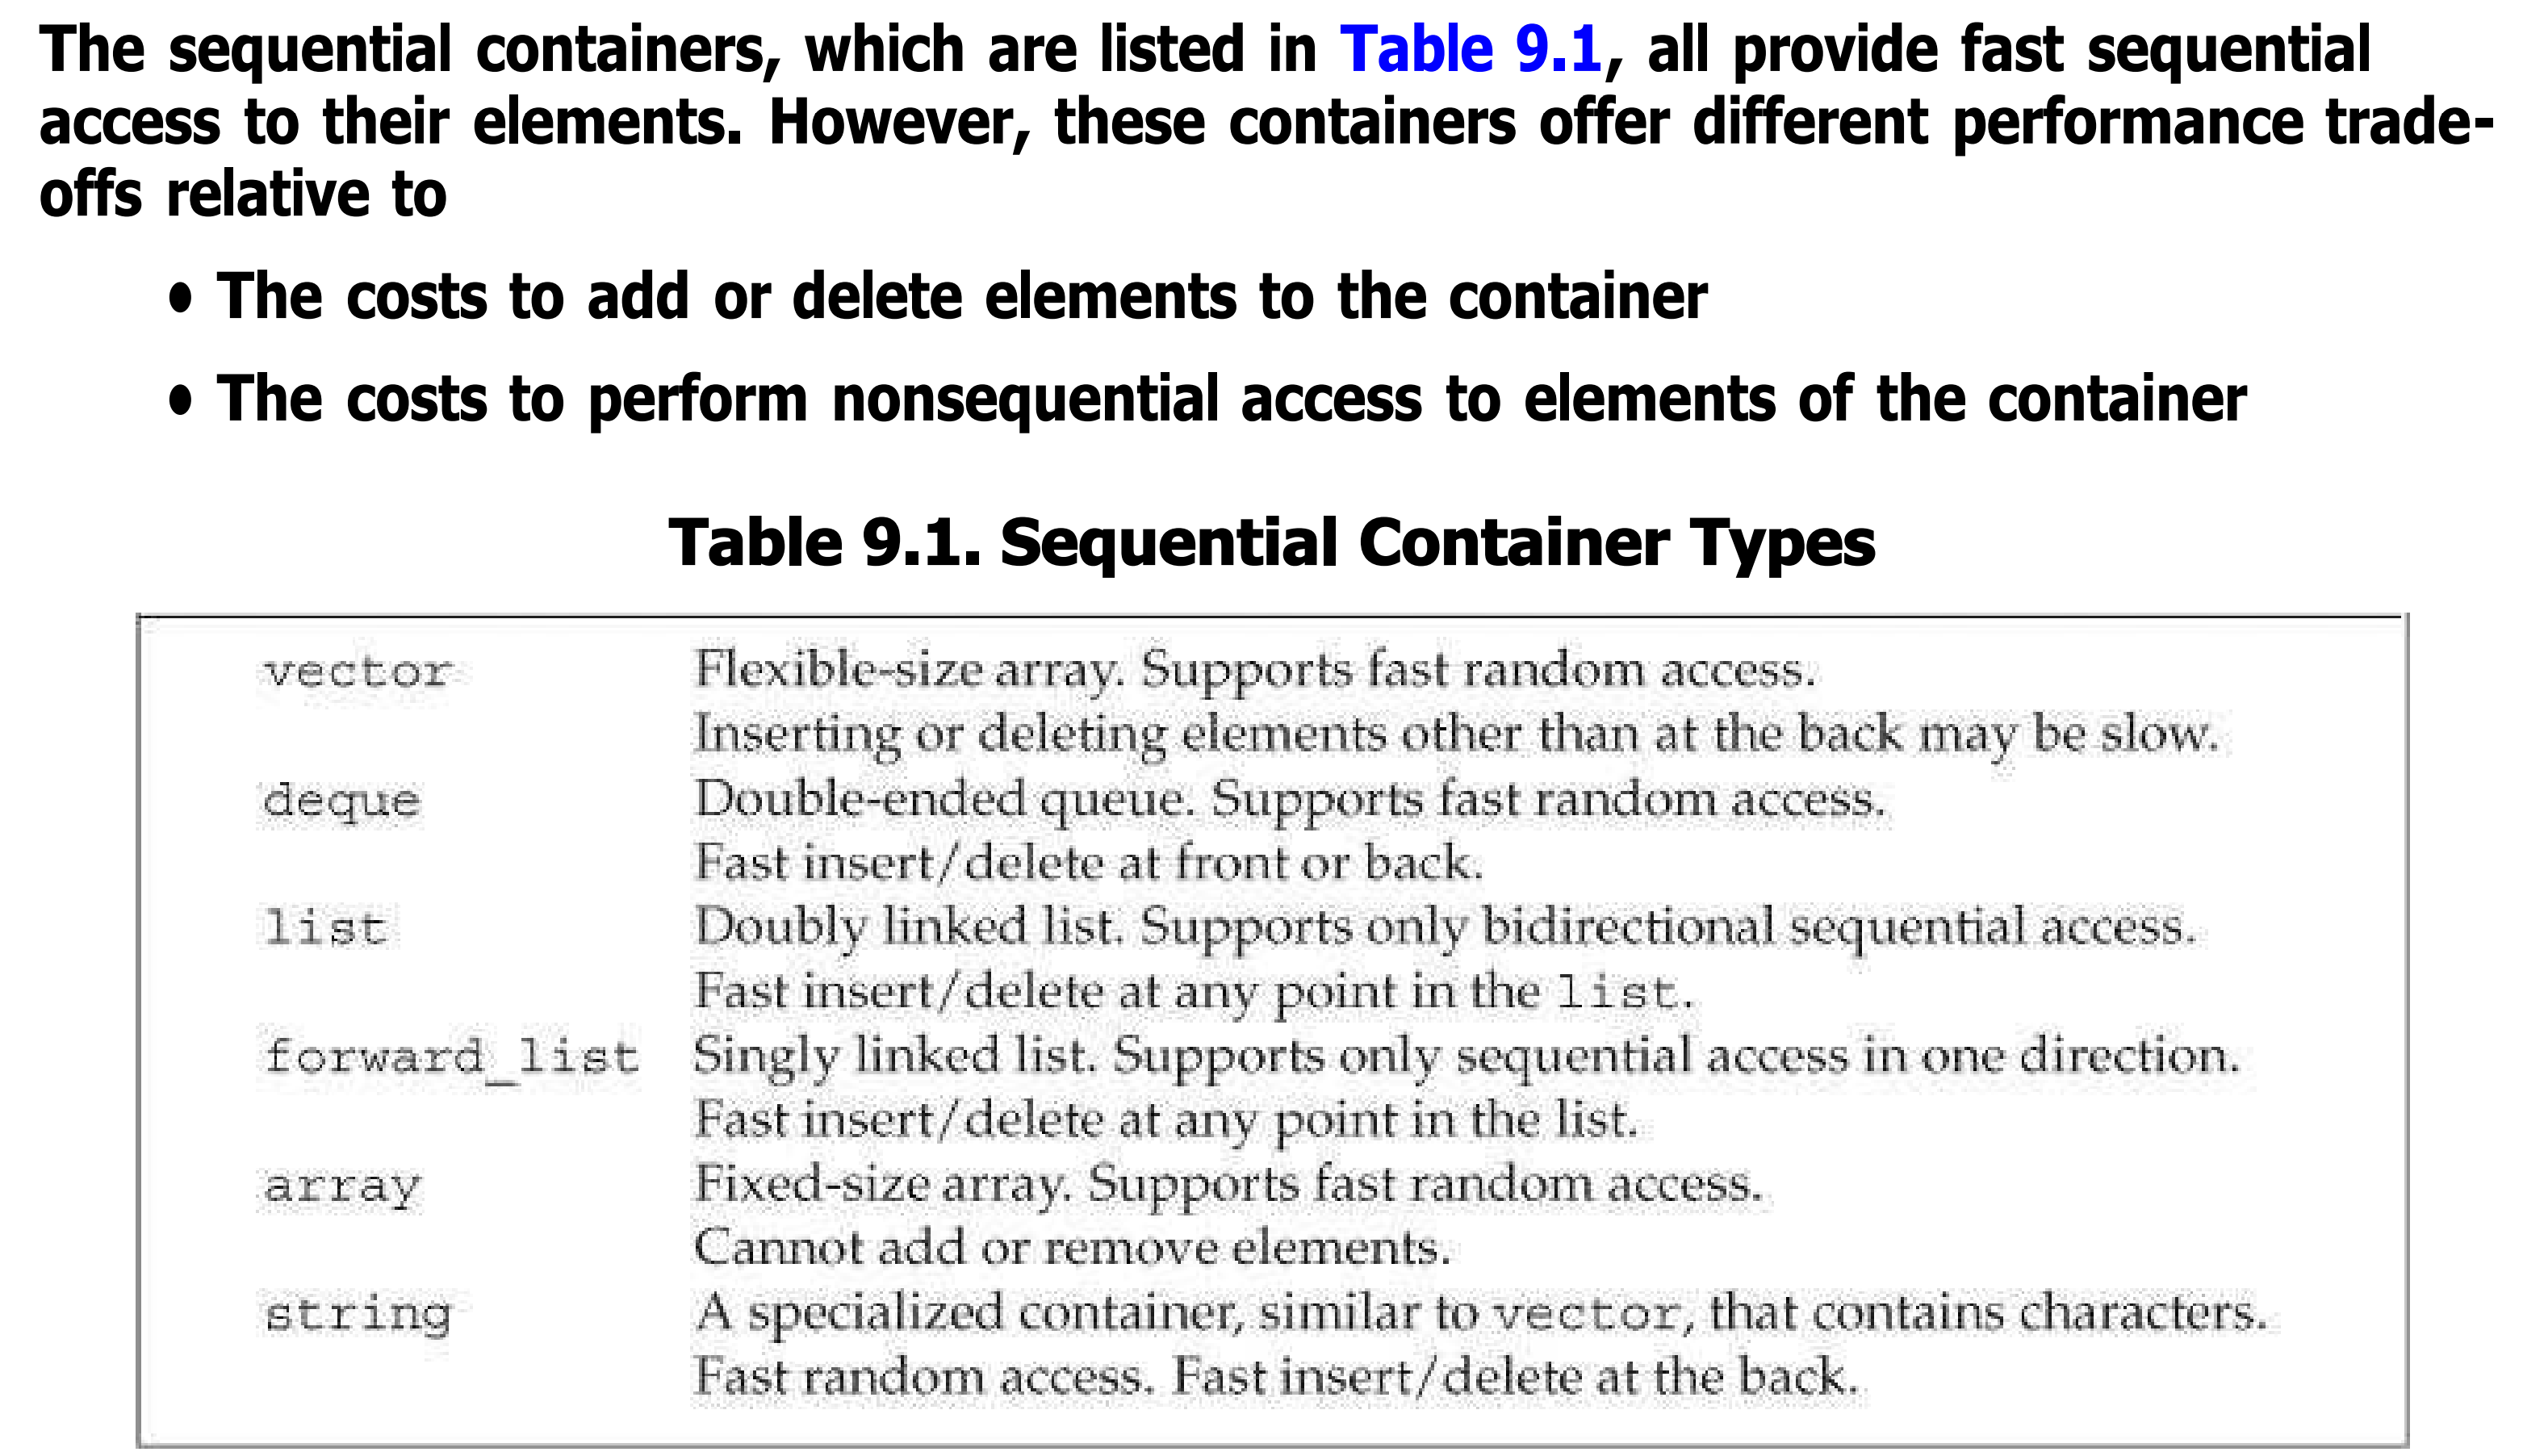 The sequential containers, which are listed in Table 9.1, all provide fast sequential
access to their elements. However, these containers offer different performance trade-
offs relative to
• The costs to add or delete elements to the container
• The costs to perform nonsequential access to elements of the container
Table 9.1. Sequential Container Types
vector Flexible-size array. Supports fast random access.
Inserting or deleting elements other than at the back may be slow.
deque Double-ended queue. Supports fast random access.
Fast insert/delete at front or back.
list Doubly linked list. Supports only bidirectional sequential access.
Fast insert/delete at any point in the list.
forward_list Singly linked list. Supports only sequential access in one direction.
Fast insert/delete at any point in the list.
array Fixed-size array. Supports fast random access.
Cannot add or remove elements.
string A specialized container, similar to vector, that contains characters.
Fast random access. Fast insert/delete at the back.